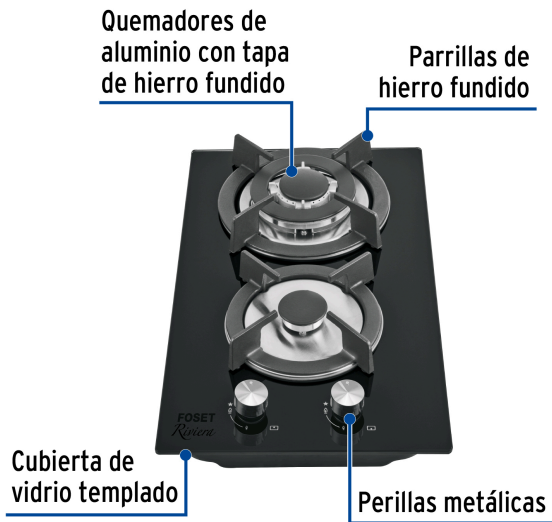 Quemadores de
aluminio con tapa
de hierro fundido
Parrillas de
hierro fundido
FOSET
Riviera
Cubierta de
vidrio templado
Perillas metálicas